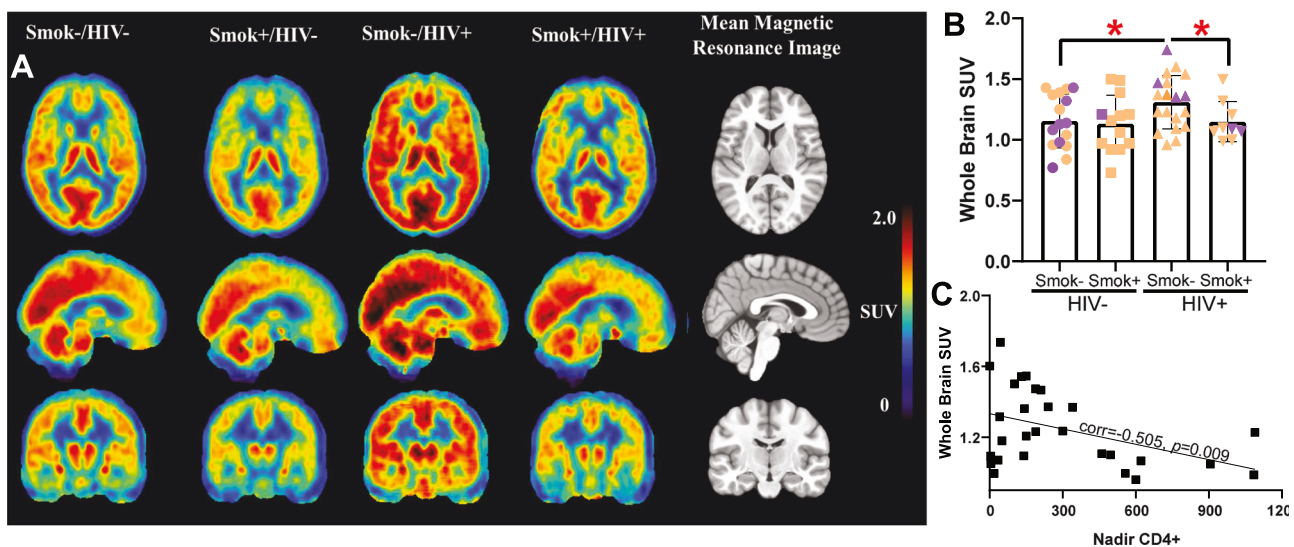 Smok-/HIV-
Smok+/HIV-
Smok-/HIV+
Smok+/HIV+
Mean Magnetic
Resonance Image
A
2.0
SUV
0
B
Whole Brain SUV
2.0
1.5
1.0
0.5
0.0
*
*
Smok- Smok+ Smok- Smok+
HIV-
HIV+
C
Whole Brain SUV
2.0
1.6
1.2
corr=-0.505, p=0.009
0
300
600
900
120
Nadir CD4+